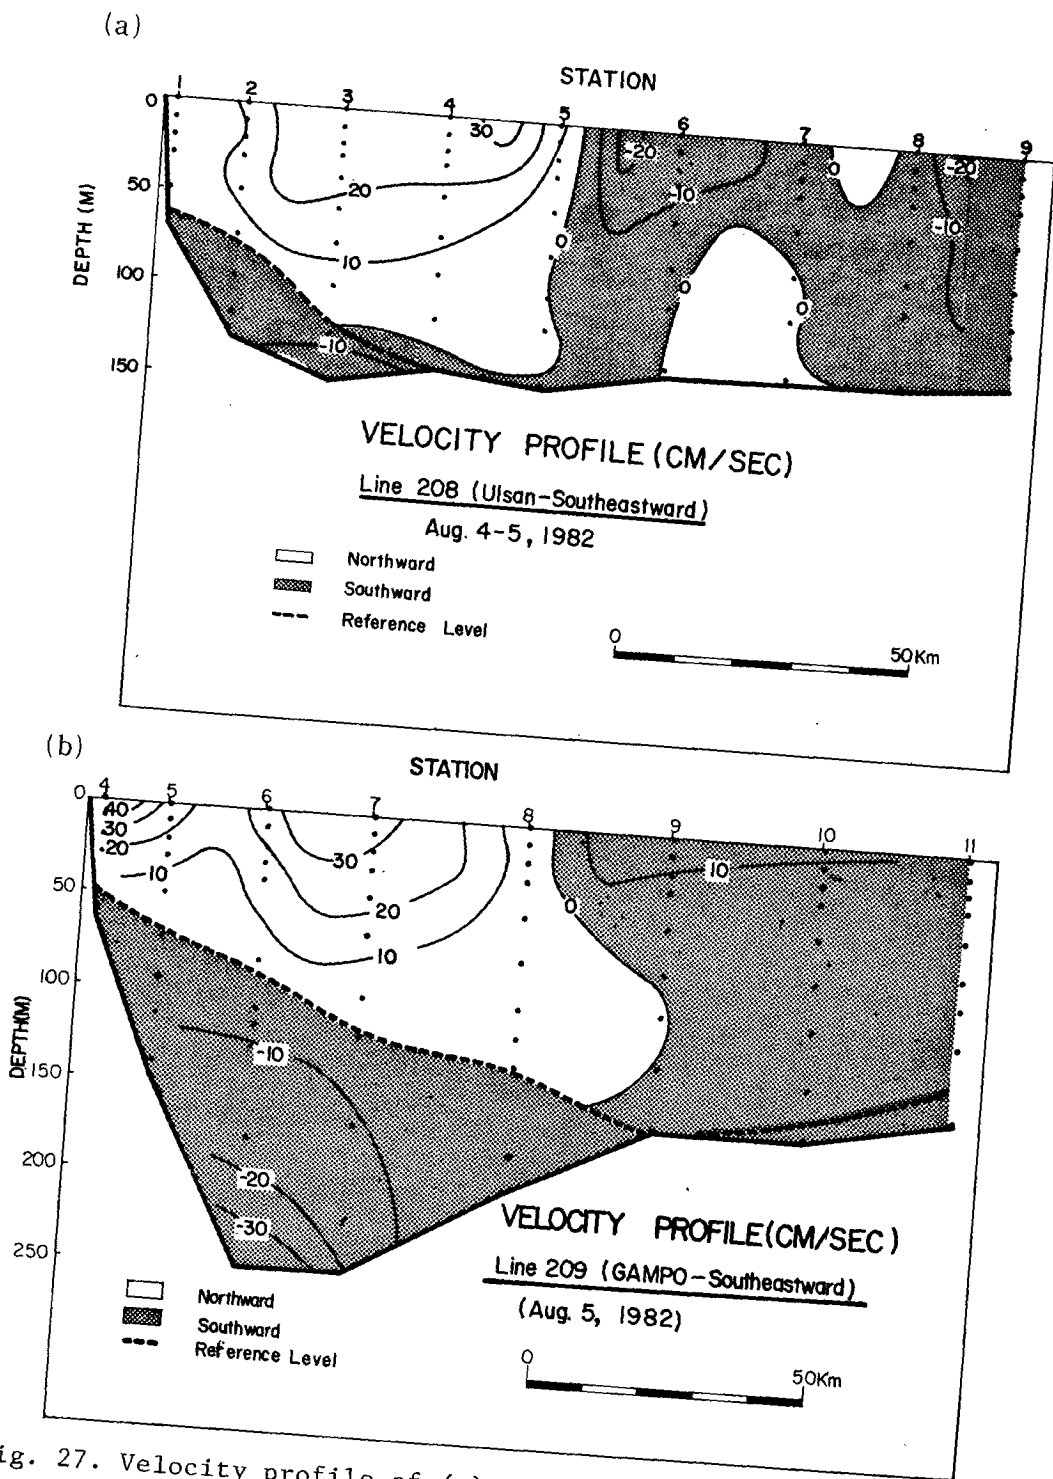 (a)
STATION
1 2 3 4 5 6 7 8 9
0
50
100
150
DEPTH (M)
30
20
10
0
-20
-10
0
0
0
-20
-10
-10
VELOCITY PROFILE (CM/SEC)
Line 208 (Ulsan-Southeastward)
Aug. 4-5, 1982
Northward
Southward
Reference Level
0 50 Km
(b)
STATION
4 5 6 7 8 9 10 11
0
50
100
150
200
250
DEPTH(M)
40
30
20
10
30
20
10
0
10
-10
-20
-30
VELOCITY PROFILE(CM/SEC)
Line 209 (GAMPO-Southeastward)
(Aug. 5, 1982)
Northward
Southward
Reference Level
0 50Km
ig. 27. Velocity profile of